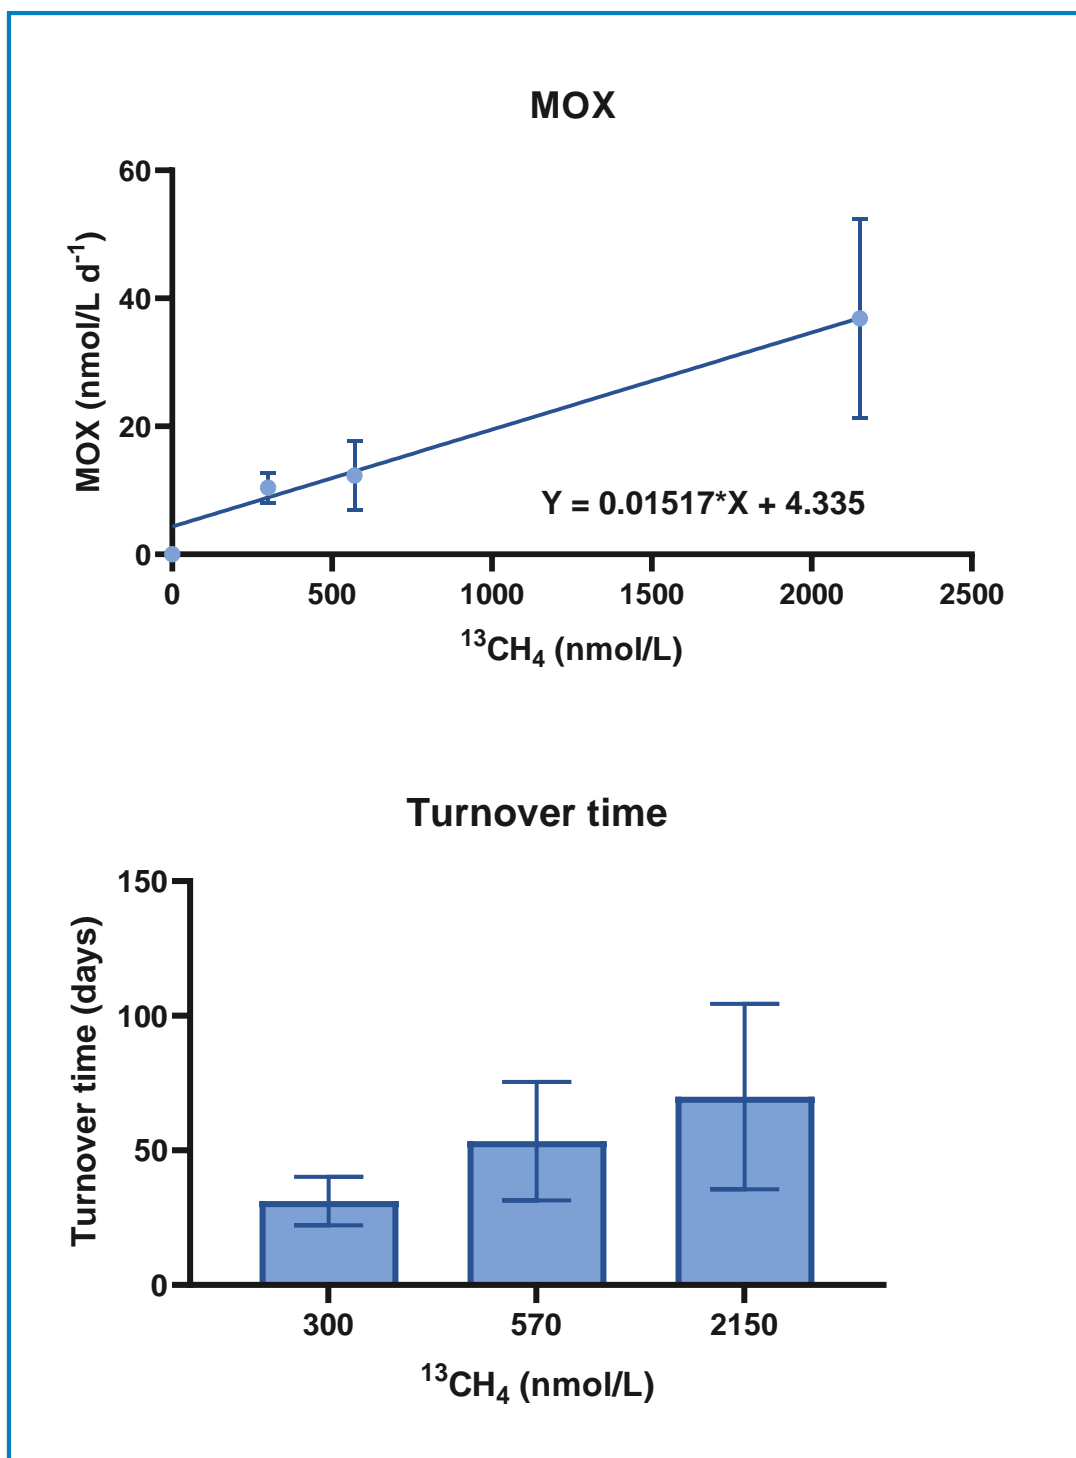 MOX
60
40
20
0
MOX (nmol/L d⁻¹)
Y = 0.01517*X + 4.335
0 500 1000 1500 2000 2500
¹³CH₄ (nmol/L)
Turnover time
150
100
50
0
Turnover time (days)
300 570 2150
¹³CH₄ (nmol/L)